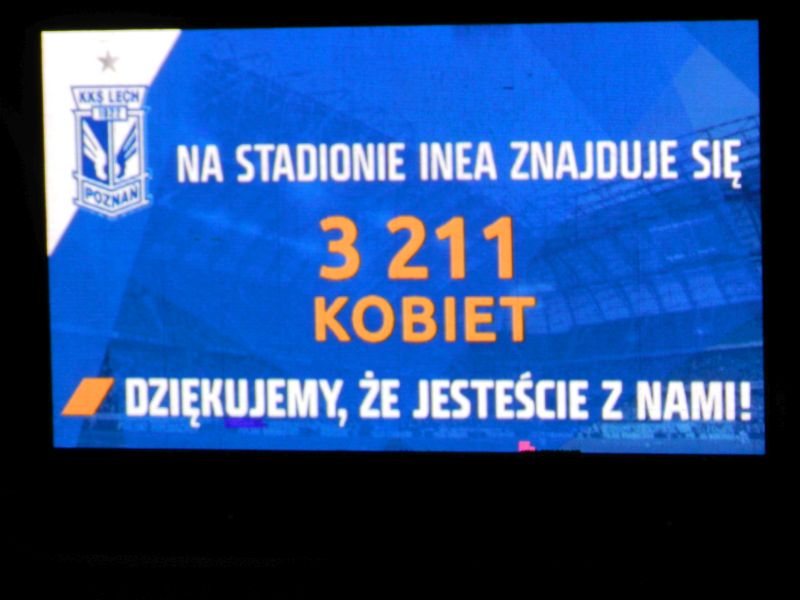 KKS LECH
1922
POZNAŃ
NA STADIONIE INEA ZNAJDUJE SIĘ
3 211
KOBIET
DZIĘKUJEMY, ŻE JESTEŚCIE Z NAMI!